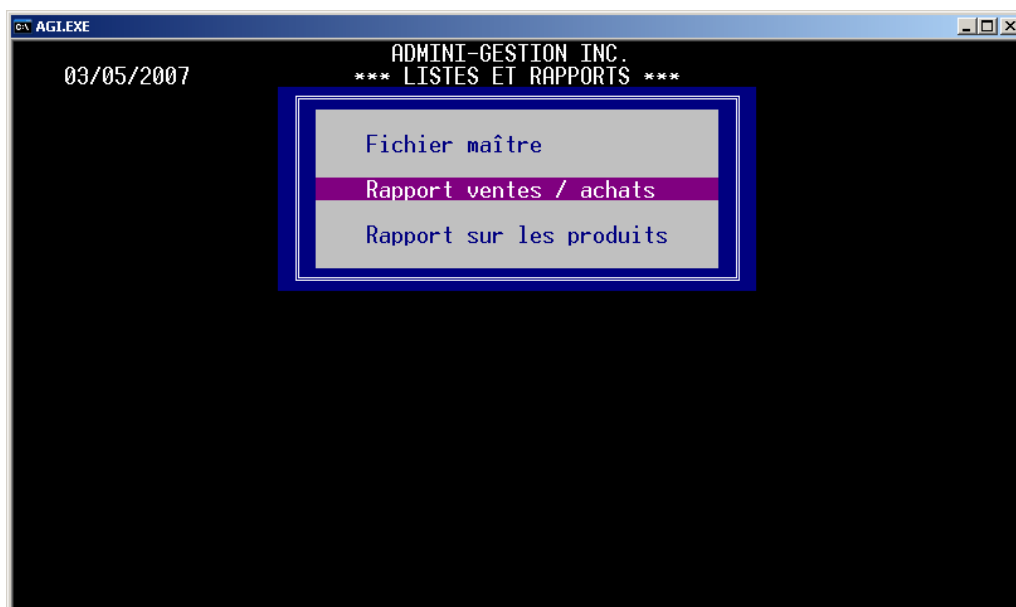 AGI.EXE
ADMINI-GESTION INC.
03/05/2007 *** LISTES ET RAPPORTS ***
Fichier maître
Rapport ventes / achats
Rapport sur les produits